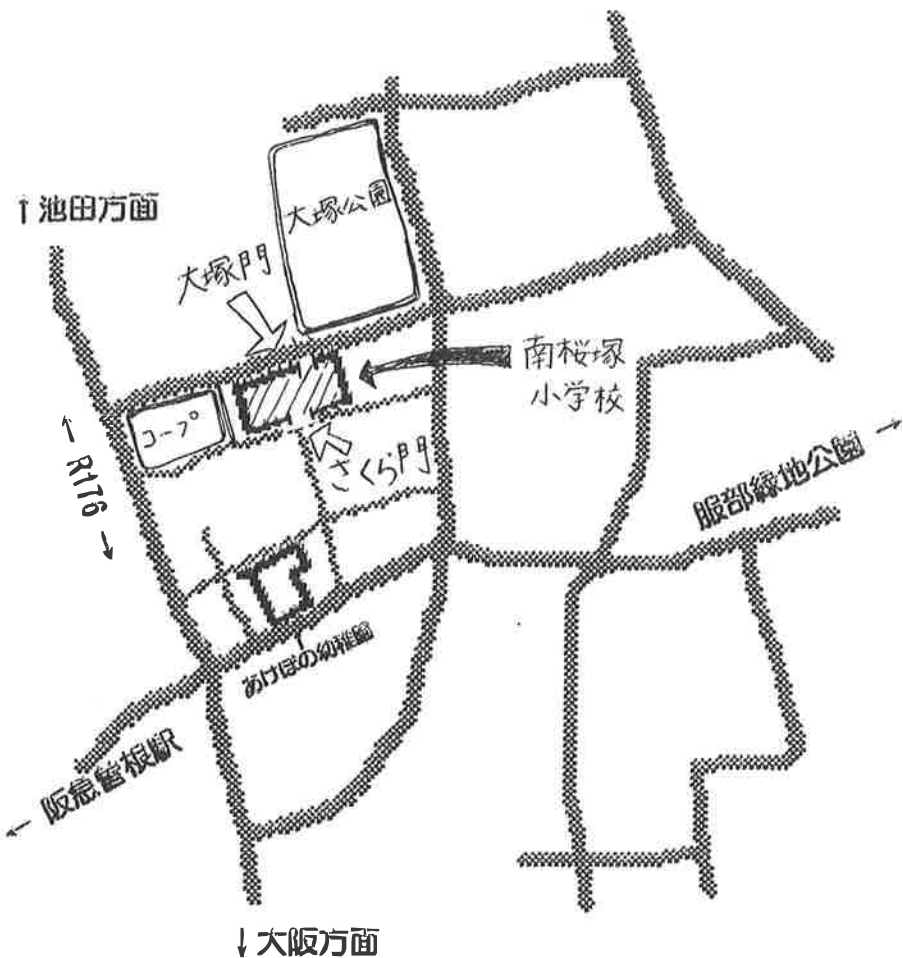 ↑池田方面
大塚公園
大塚門
南桜塚
小学校
コープ
さくら門
← R176 →
服部緑地公園 →
あけぼの幼稚園
← 阪急曽根駅
↓大阪方面